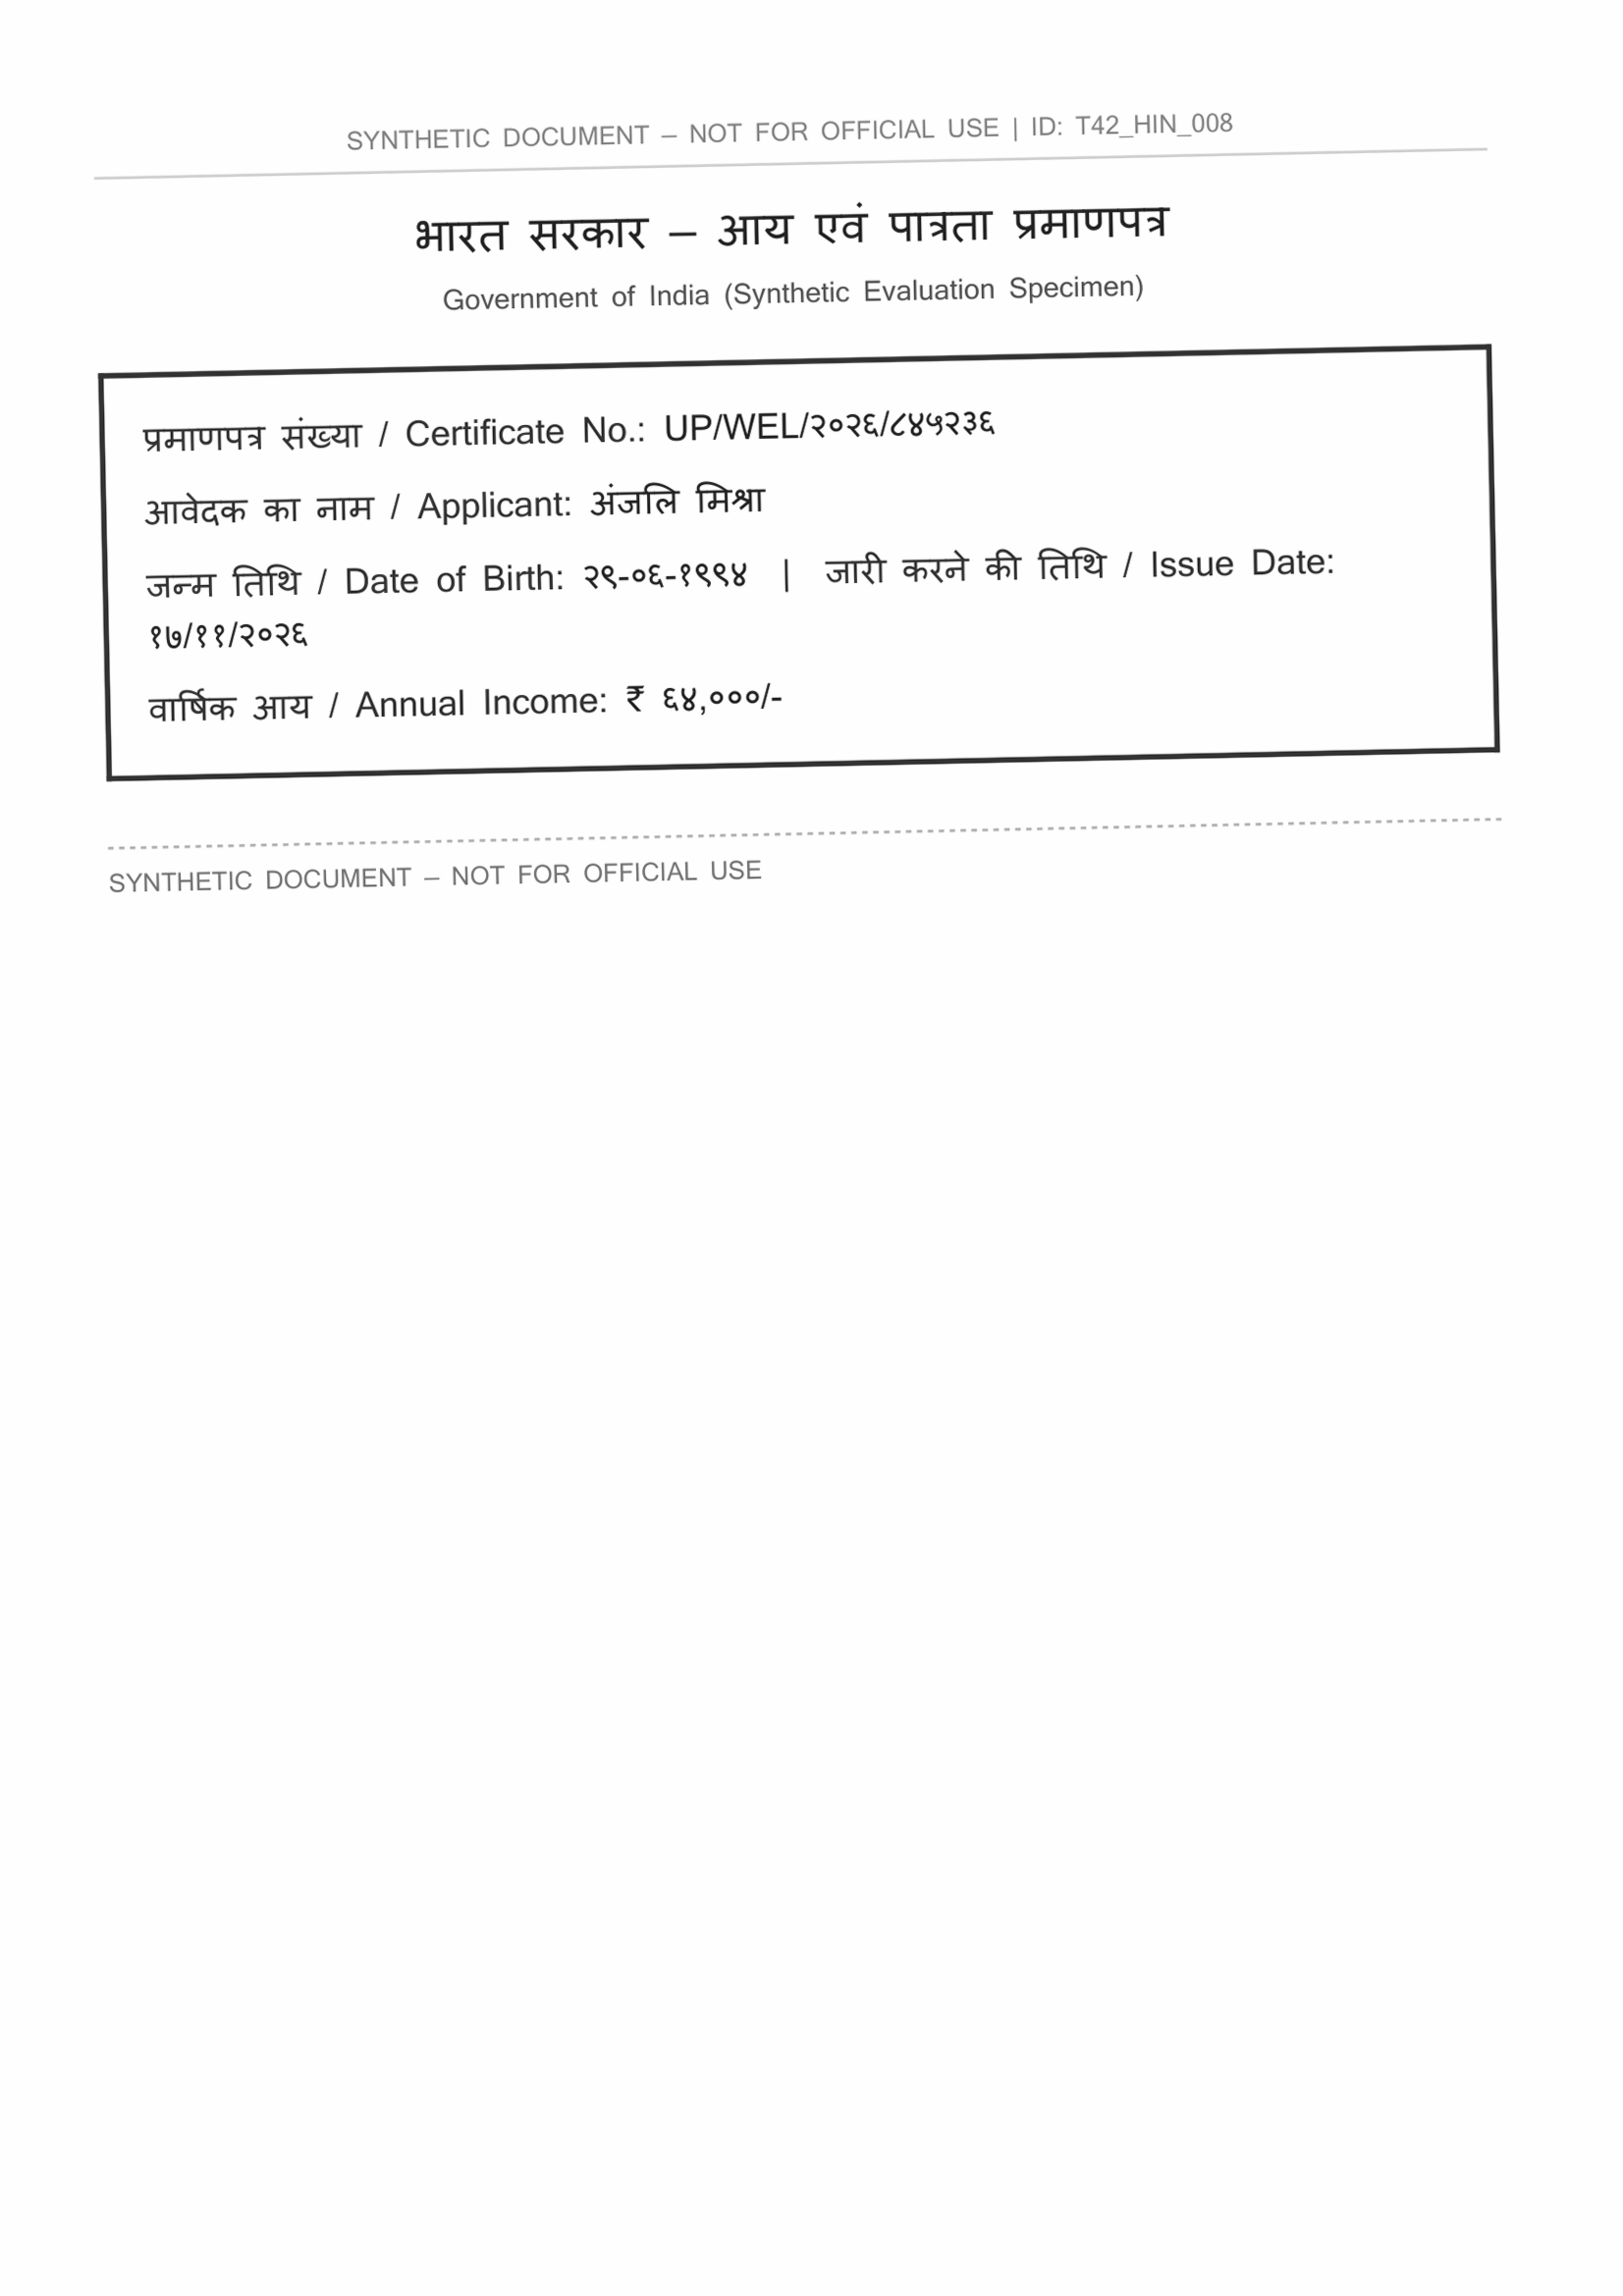 SYNTHETIC DOCUMENT – NOT FOR OFFICIAL USE | ID: T42_HIN_008
भारत सरकार – आय एवं पात्रता प्रमाणपत्र
Government of India (Synthetic Evaluation Specimen)
प्रमाणपत्र संख्या / Certificate No.: UP/WEL/२०२६/८४५२३६
आवेदक का नाम / Applicant: अंजलि मिश्रा
जन्म तिथि / Date of Birth: २९-०६-१९९४ | जारी करने की तिथि / Issue Date:
१७/११/२०२६
वार्षिक आय / Annual Income: ₹ ६४,०००/-
SYNTHETIC DOCUMENT – NOT FOR OFFICIAL USE